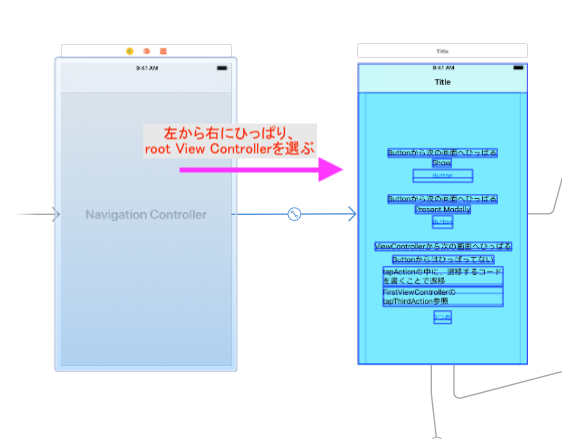 Title
9:41 AM
9:41 AM
Title
左から右にひっぱり、
root View Controllerを選ぶ
Navigation Controller
Buttonから次の画面へひっぱる
Show
Button
Buttonから次の画面へひっぱる
Present Modally
Button
ViewControllerから次の画面へひっぱる
Buttonからはひっぱってない
tapActionの中に、遷移するコード
を書くことで遷移
FirstViewControllerの
tapThirdAction参照